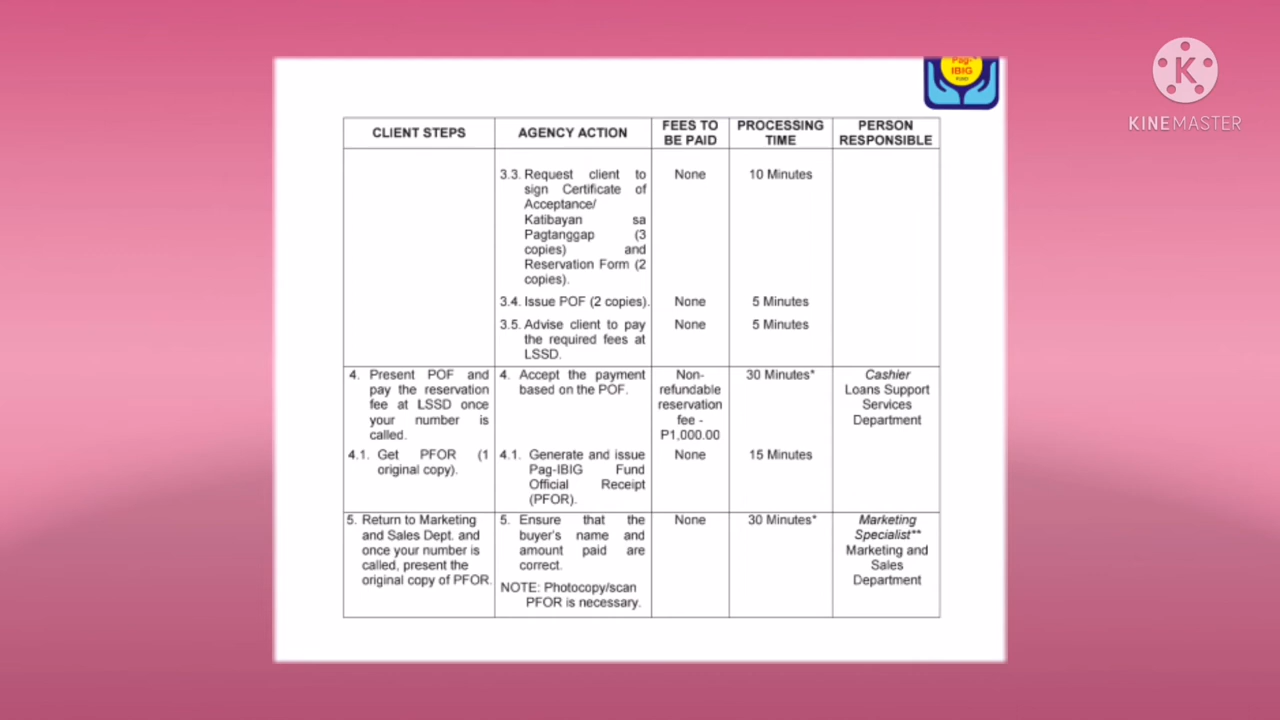 Pag-
IBIG
FUND
KINEMASTER
CLIENT STEPS
AGENCY ACTION
FEES TO
BE PAID
PROCESSING
TIME
PERSON
RESPONSIBLE
3.3. Request client to
sign Certificate of
Acceptance/
Katibayan sa
Pagtanggap (3
copies) and
Reservation Form (2
copies).
None
10 Minutes
3.4. Issue POF (2 copies).
None
5 Minutes
3.5. Advise client to pay
the required fees at
LSSD.
None
5 Minutes
4. Present POF and
pay the reservation
fee at LSSD once
your number is
called.
4. Accept the payment
based on the POF.
Non-
refundable
reservation
fee -
P1,000.00
30 Minutes*
Cashier
Loans Support
Services
Department
4.1. Get PFOR (1
original copy).
4.1. Generate and issue
Pag-IBIG Fund
Official Receipt
(PFOR).
None
15 Minutes
5. Return to Marketing
and Sales Dept. and
once your number is
called, present the
original copy of PFOR.
5. Ensure that the
buyer's name and
amount paid are
correct.
NOTE: Photocopy/scan
PFOR is necessary.
None
30 Minutes*
Marketing
Specialist**
Marketing and
Sales
Department